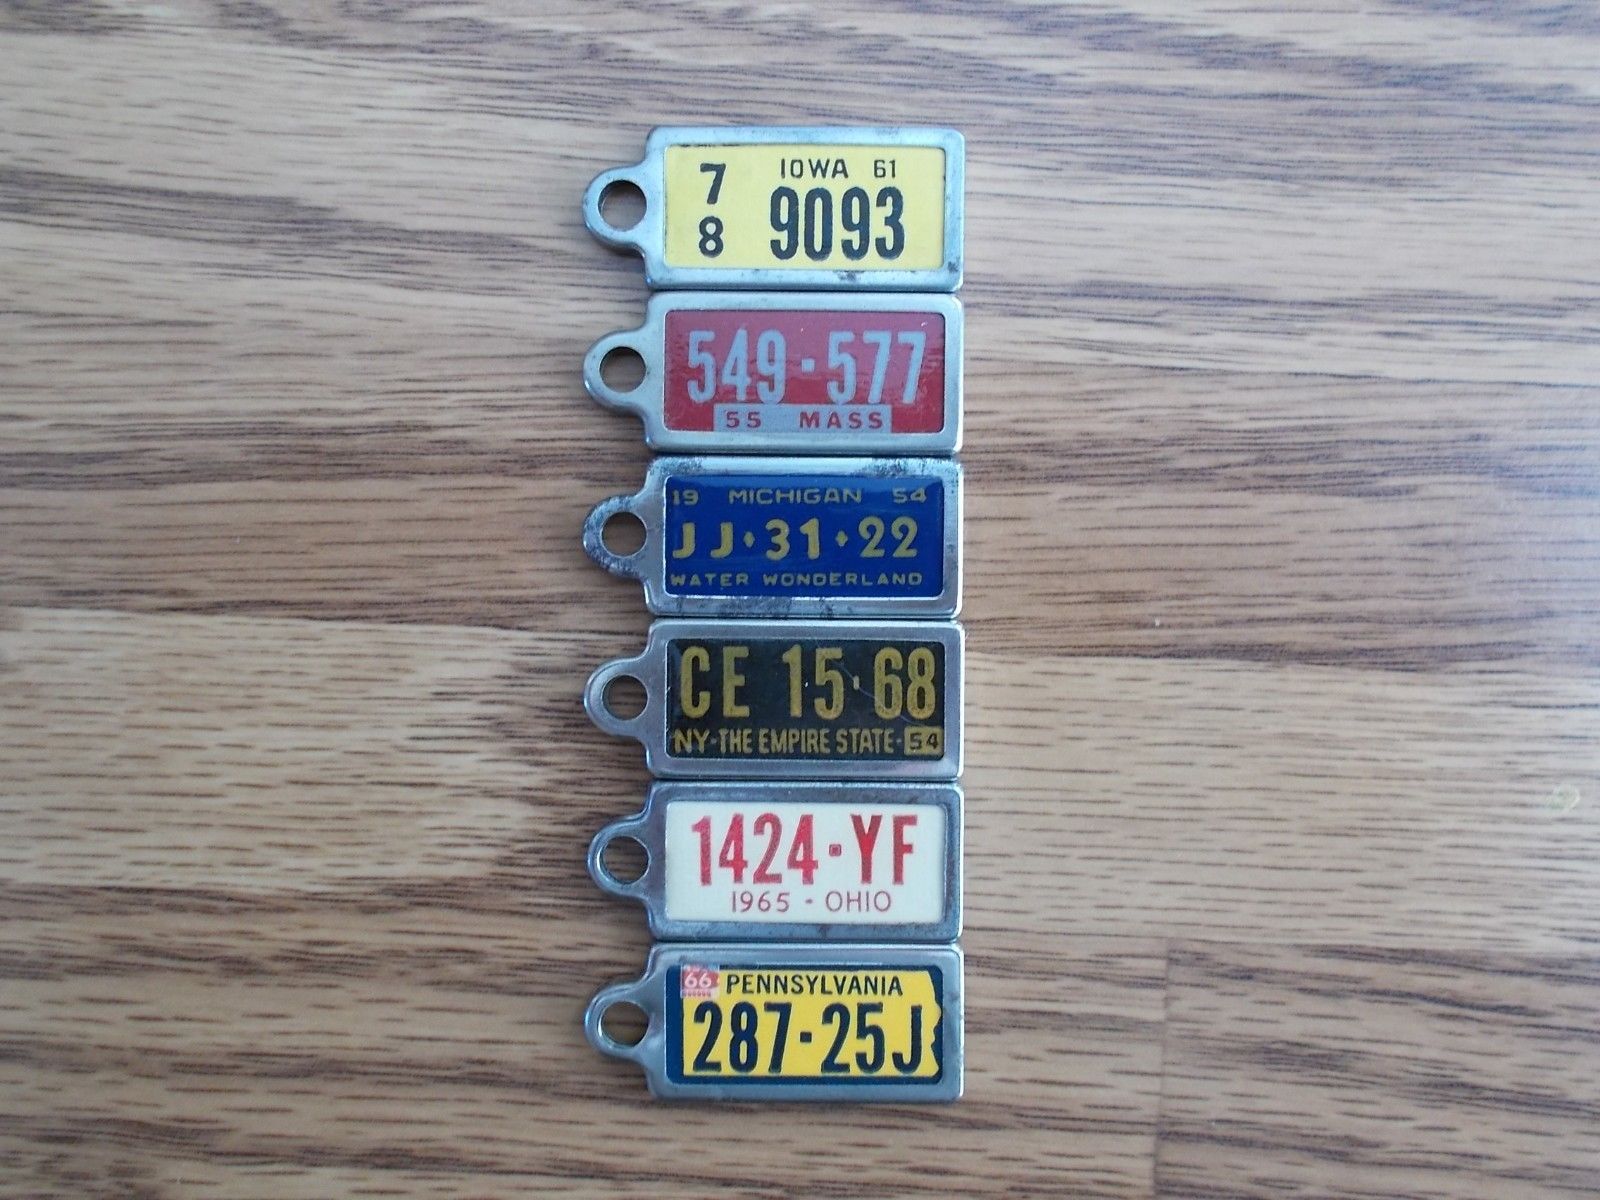 7 IOWA 61
8 9093
549·577
55 MASS
19 MICHIGAN 54
JJ·31·22
WATER WONDERLAND
CE 15·68
NY-THE EMPIRE STATE-54
1424·YF
1965 - OHIO
66 PENNSYLVANIA
287·25J